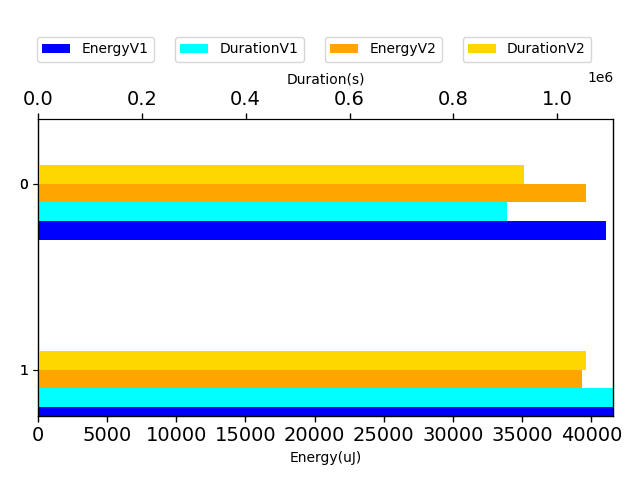 EnergyV1 DurationV1 EnergyV2 DurationV2
Duration(s)
1e6
0.0 0.2 0.4 0.6 0.8 1.0
0
1
0 5000 10000 15000 20000 25000 30000 35000 40000
Energy(uJ)